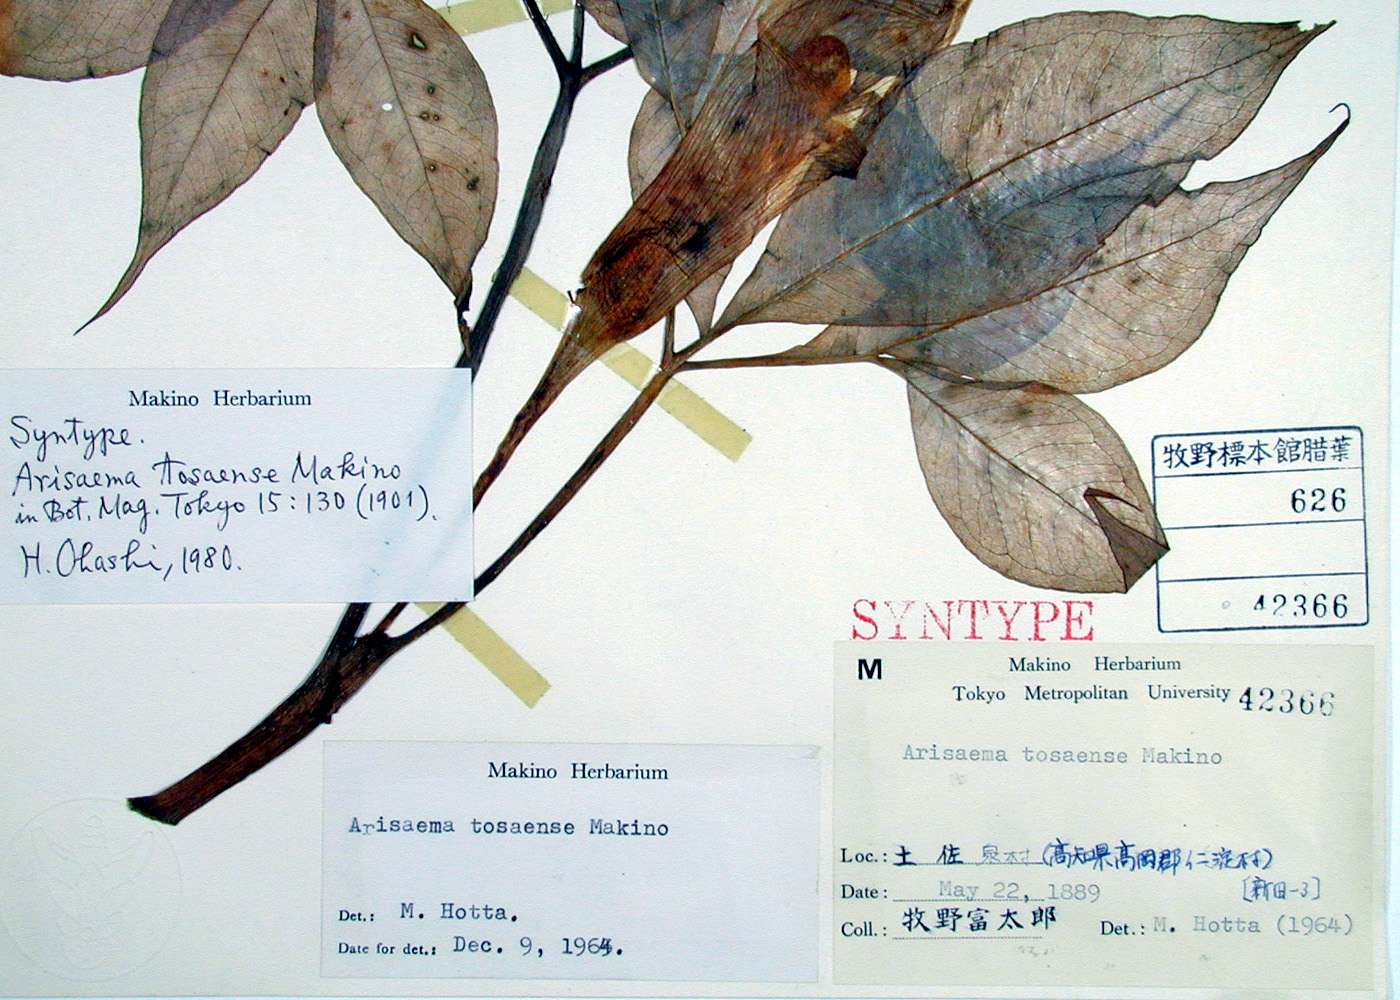 Makino Herbarium
Syntype.
Arisaema tosaense Makino
in Bot. Mag. Tokyo 15:130 (1901).
H. Ohashi, 1980.
牧野標本館腊葉
626
42366
SYNTYPE
M
Makino Herbarium
Tokyo Metropolitan University 42366
Arisaema tosaense Makino
Loc.: 土佐 泉村 (高知県高岡郡仁淀村)
Date: May 22, 1889 [新旧-3]
Coll.: 牧野富太郎 Det.: M. Hotta (1964)
Makino Herbarium
Arisaema tosaense Makino
Det.: M. Hotta.
Date for det.: Dec. 9, 1964.